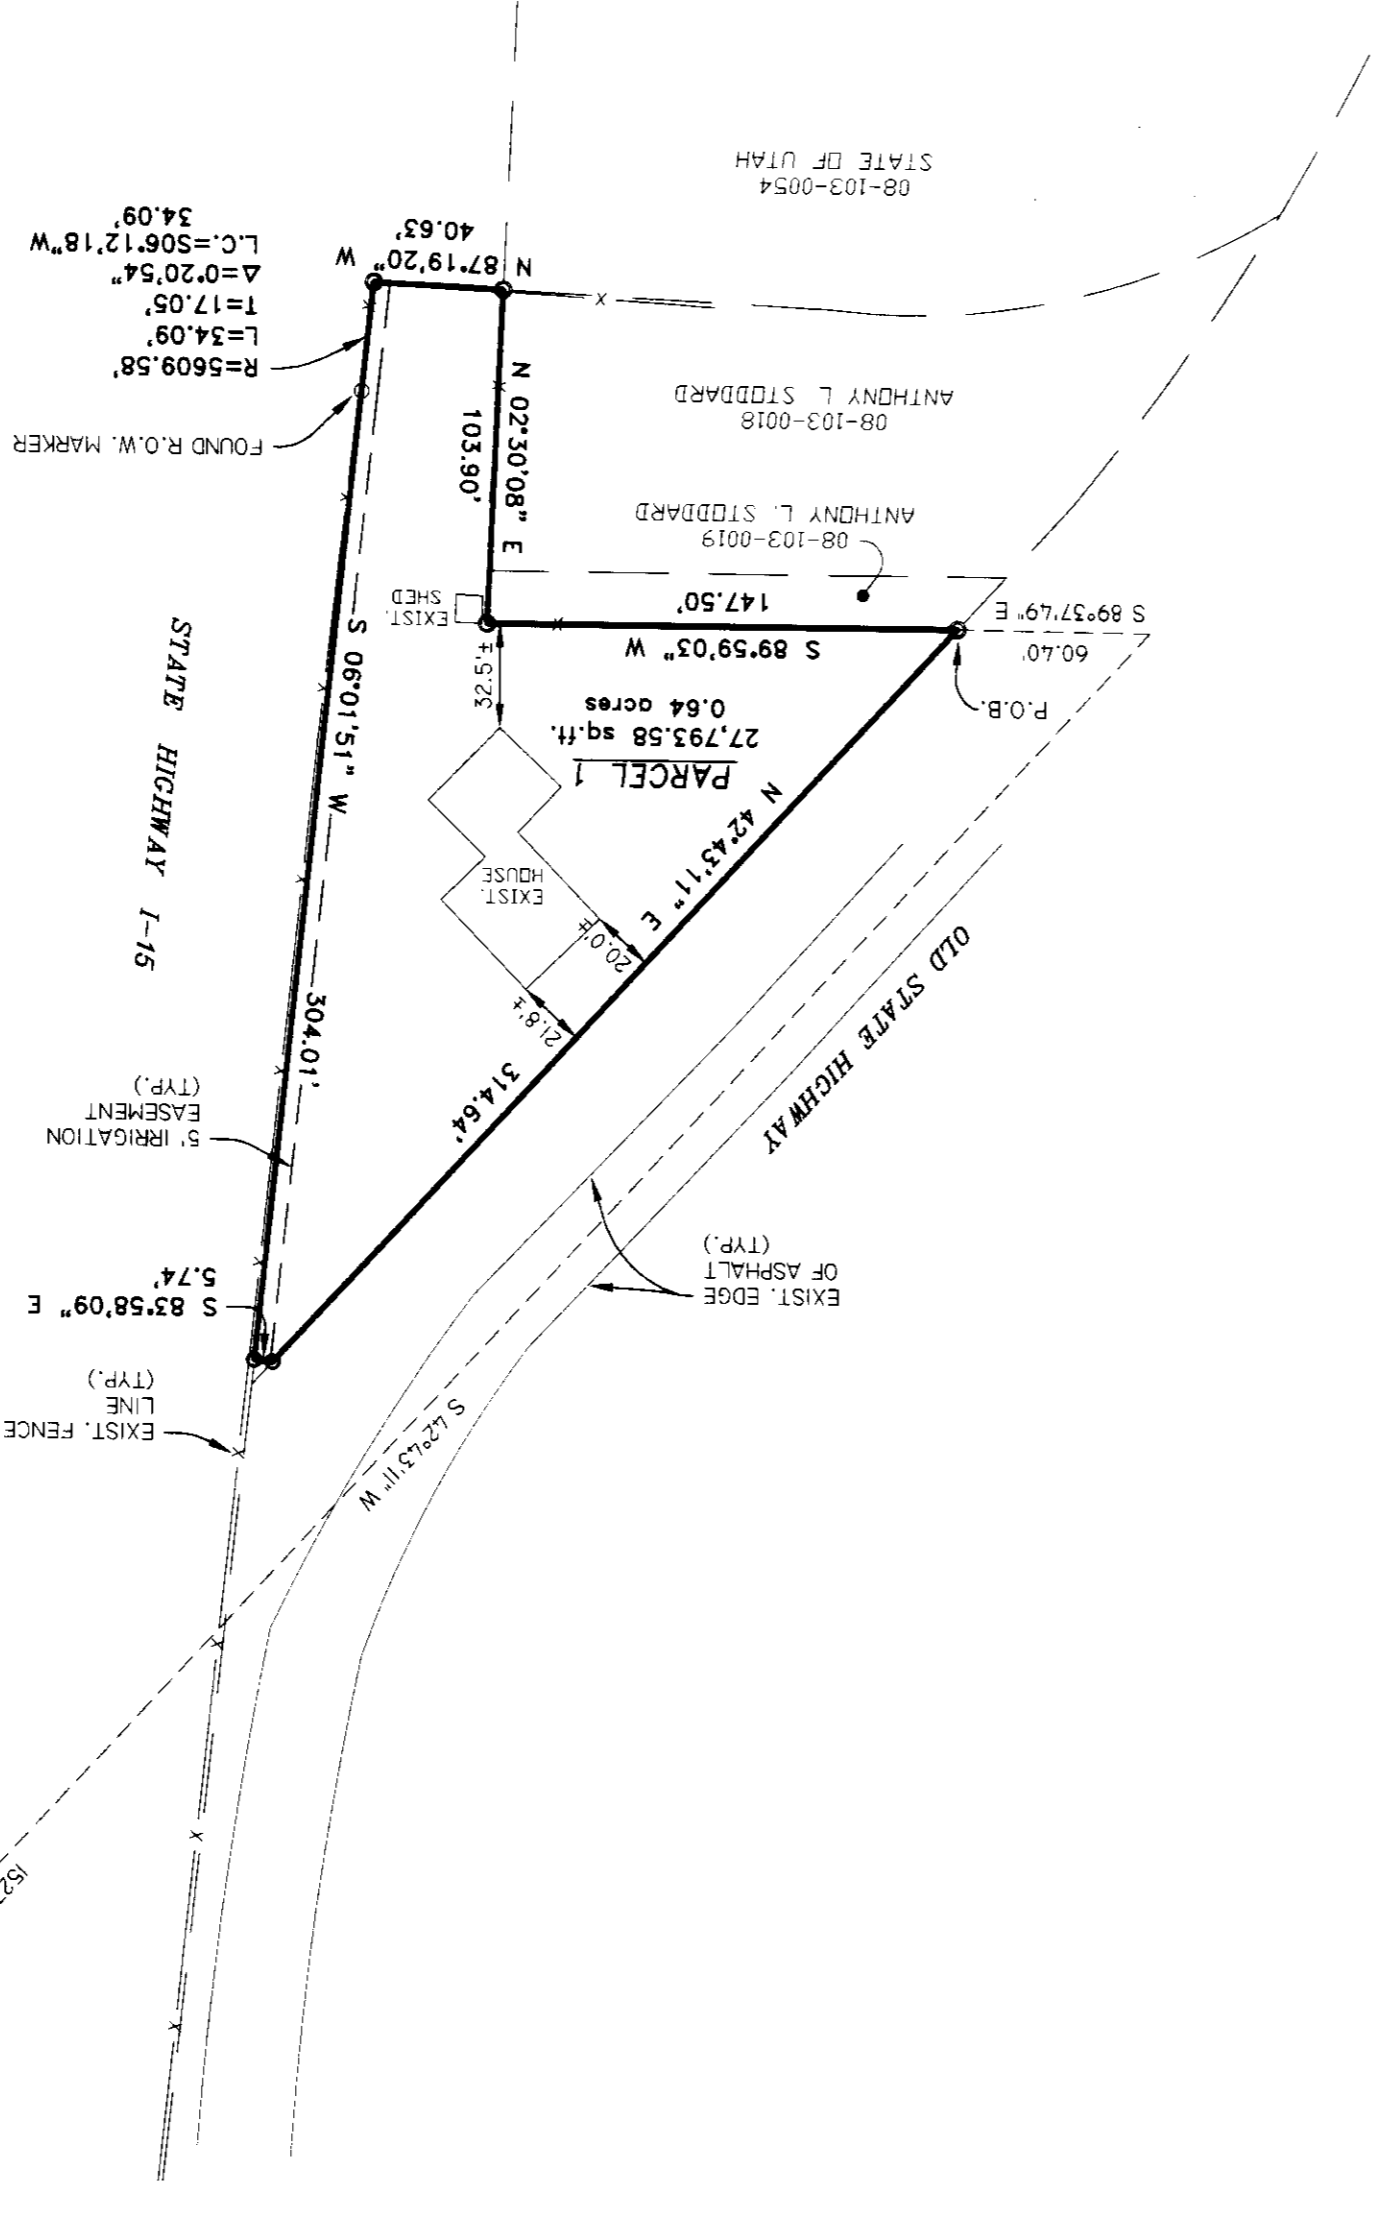 1527
S 42°43'11" W
EXIST. FENCE
LINE
(TYP.)
S 83°58'09" E
5.74'
EXIST. EDGE
OF ASPHALT
(TYP.)
5' IRRIGATION
EASEMENT
(TYP.)
OLD STATE HIGHWAY
314.64'
N 42°43'11" E
304.01'
S 06°01'51" W
STATE HIGHWAY I-15
21.8'±
20.0'±
EXIST.
HOUSE
PARCEL 1
27,793.58 sq.ft.
0.64 acres
32.5'±
P.O.B.
60.40'
S 89°37'49" E
S 89°59'03" W
147.50'
EXIST.
SHED
08-103-0019
ANTHONY L. STODDARD
N 02°30'08" E
103.90'
FOUND R.O.W. MARKER
08-103-0018
ANTHONY L STODDARD
R=5609.58'
L=34.09'
T=17.05'
Δ=0°20'54"
L.C.=S06°12'18"W
34.09'
N 87°19'20" W
40.63'
08-103-0054
STATE OF UTAH